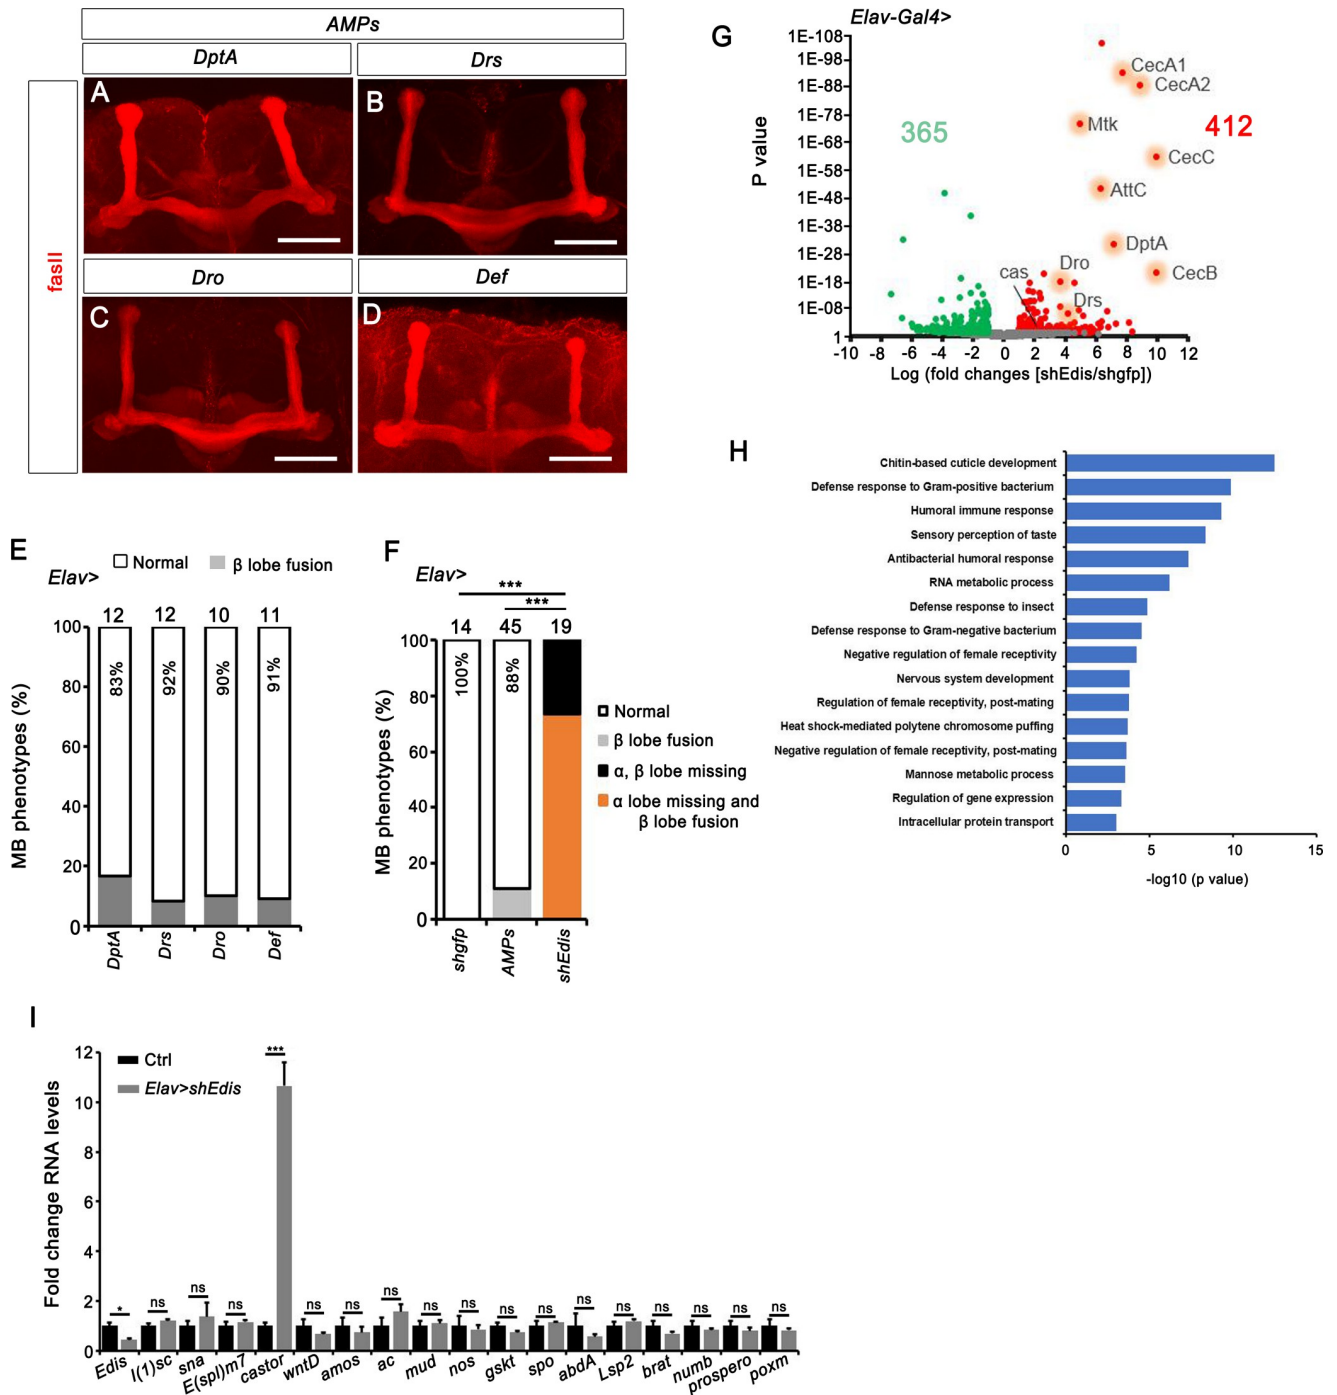 AMPs
DptA
Drs
fasII
A
B
Dro
Def
C
D
E
Elav>
Normal
β lobe fusion
12
12
10
11
MB phenotypes (%)
100
80
60
40
20
0
83%
92%
90%
91%
DptA
Drs
Dro
Def
F
Elav>
***
***
14
45
19
MB phenotypes (%)
100
80
60
40
20
0
100%
88%
shgfp
AMPs
shEdis
Normal
β lobe fusion
α, β lobe missing
α lobe missing and
β lobe fusion
G
Elav-Gal4>
P value
1E-108
1E-98
1E-88
1E-78
1E-68
1E-58
1E-48
1E-38
1E-28
1E-18
1E-08
1
365
412
CecA1
CecA2
Mtk
CecC
AttC
DptA
CecB
Dro
cas
Drs
-10
-8
-6
-4
-2
0
2
4
6
8
10
12
Log (fold changes [shEdis/shgfp])
H
Chitin-based cuticle development
Defense response to Gram-positive bacterium
Humoral immune response
Sensory perception of taste
Antibacterial humoral response
RNA metabolic process
Defense response to insect
Defense response to Gram-negative bacterium
Negative regulation of female receptivity
Nervous system development
Regulation of female receptivity, post-mating
Heat shock-mediated polytene chromosome puffing
Negative regulation of female receptivity, post-mating
Mannose metabolic process
Regulation of gene expression
Intracellular protein transport
0
5
10
15
-log10 (p value)
I
Ctrl
Elav>shEdis
Fold change RNA levels
12
10
8
6
4
2
0
*
ns
ns
ns
***
ns
ns
ns
ns
ns
ns
ns
ns
ns
ns
ns
ns
ns
Edis
l(1)sc
sna
E(spl)m7
castor
wntD
amos
ac
mud
nos
gskt
spo
abdA
Lsp2
brat
numb
prospero
poxm